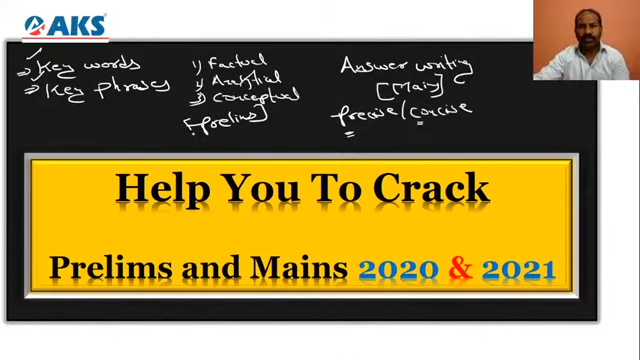 AKS
Key words
Key phrases
1) Factual
2) Analytical
3) Conceptual
[Prelims]
Answer writing
[Main]
Precise/Concise
Help You To Crack
Prelims and Mains 2020 & 2021